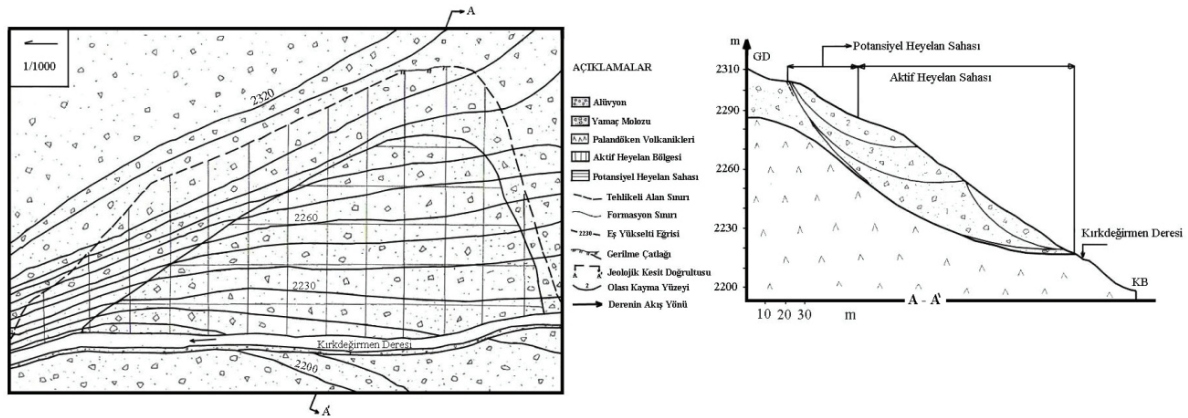 A
1/1000
2320
2260
2230
Kırkdeğirmen Deresi
2200
A'
AÇIKLAMALAR
Alüvyon
Yamaç Molozu
Palandöken Volkanikleri
Aktif Heyelan Bölgesi
Potansiyel Heyelan Sahası
Tehlikeli Alan Sınırı
Formasyon Sınırı
2230 Eş Yükselti Eğrisi
Gerilme Çatlağı
Jeolojik Kesit Doğrultusu
2 Olası Kayma Yüzeyi
Derenin Akış Yönü
m
GD
Potansiyel Heyelan Sahası
Aktif Heyelan Sahası
2310
2290
2260
2230
2200
Kırkdeğirmen Deresi
KB
A - A'
10 20 30 m